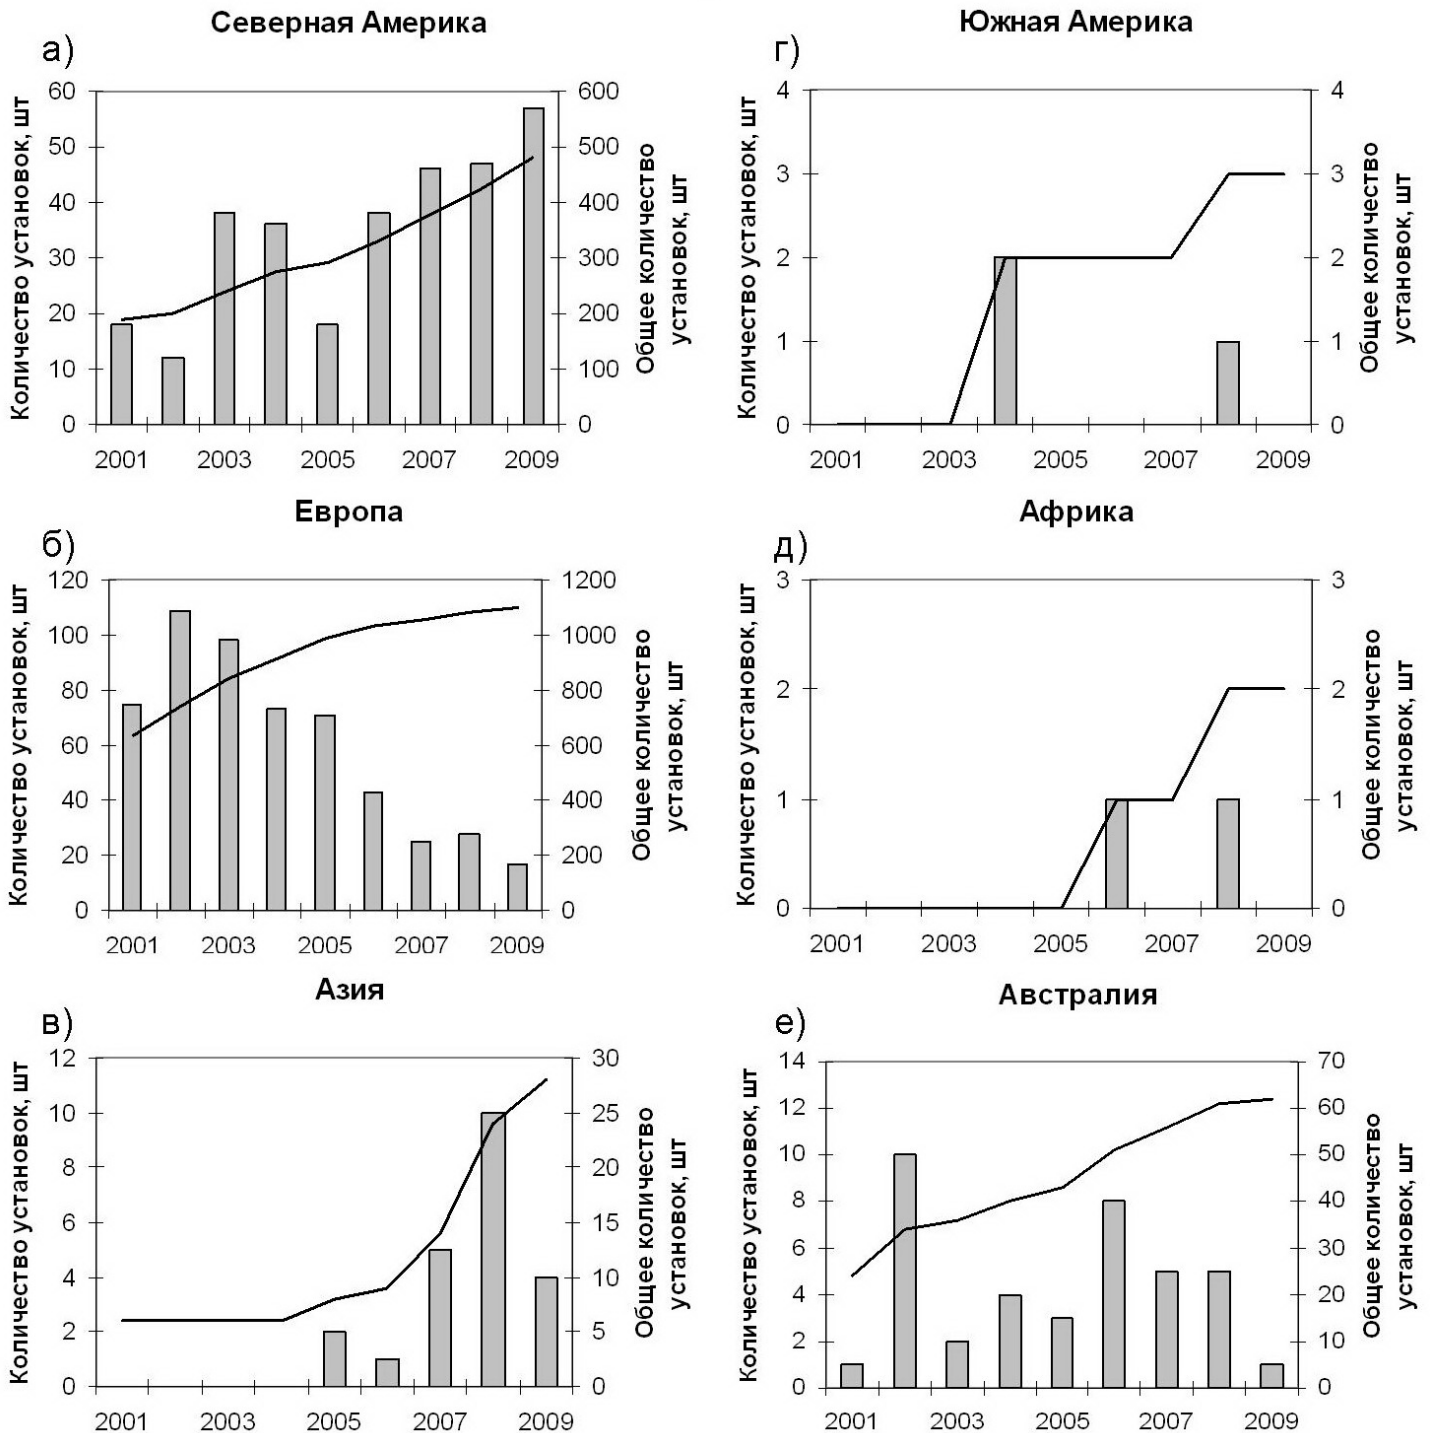 Северная Америка
а)
Количество установок, шт
60
50
40
30
20
10
0
600
500
400
300
200
100
0
Общее количество
установок, шт
2001 2003 2005 2007 2009
Южная Америка
г)
Количество установок, шт
4
3
2
1
0
4
3
2
1
0
Общее количество
установок, шт
2001 2003 2005 2007 2009
Европа
б)
Количество установок, шт
120
100
80
60
40
20
0
1200
1000
800
600
400
200
0
Общее количество
установок, шт
2001 2003 2005 2007 2009
Африка
д)
Количество установок, шт
3
2
1
0
3
2
1
0
Общее количество
установок, шт
2001 2003 2005 2007 2009
Азия
в)
Количество установок, шт
12
10
8
6
4
2
0
30
25
20
15
10
5
0
Общее количество
установок, шт
2001 2003 2005 2007 2009
Австралия
е)
Количество установок, шт
14
12
10
8
6
4
2
0
70
60
50
40
30
20
10
0
Общее количество
установок, шт
2001 2003 2005 2007 2009